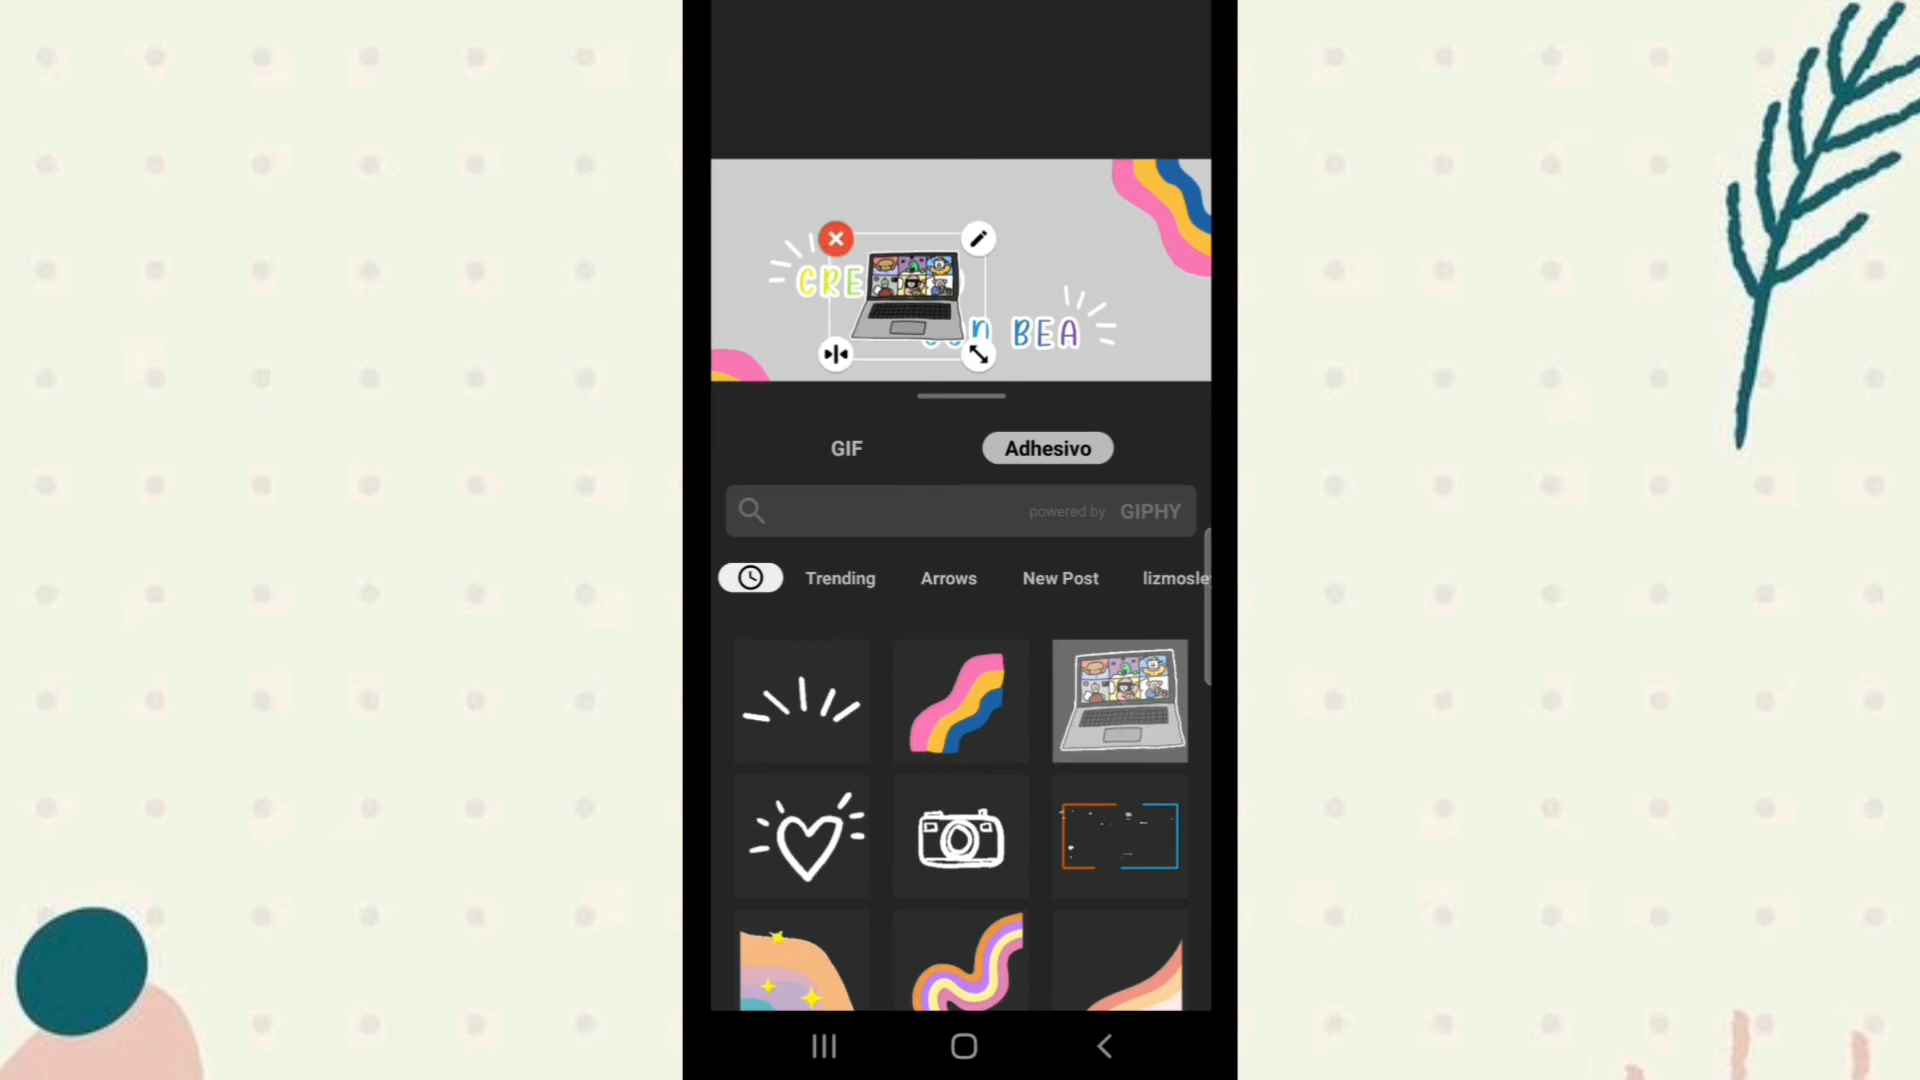 CRE
n BEA
GIF
Adhesivo
powered by GIPHY
Trending
Arrows
New Post
lizmosle